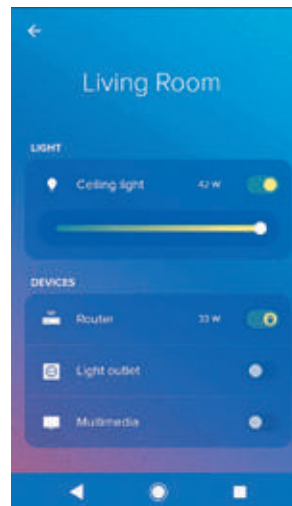 Living Room
LIGHT
Ceiling light 42 W
DEVICES
Router 33 W
Light outlet
Multimedia